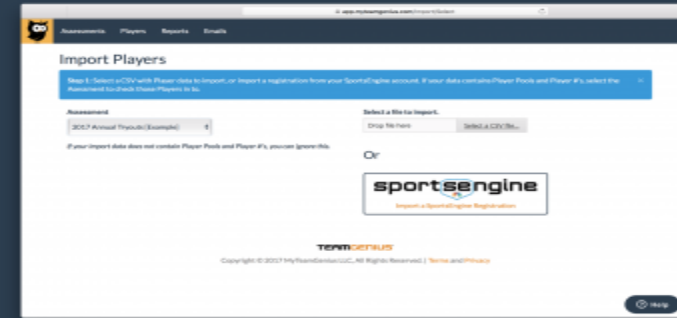 app.myteamgenius.com/import/select
Assessments Players Reports Emails
Import Players
Step 1: Select a CSV with Player data to import, or import a registration from your SportsEngine account. If your data contains Player Pools and Player #'s, select the
Assessment to check those Players in to.
Assessment
Select a file to import.
2017 Annual Tryouts (Example)
Drop file here
Select a CSV file...
If your import data does not contain Player Pools and Player #'s, you can ignore this.
Or
sportsengine
Import a SportsEngine Registration
TEAMGENIUS
Copyright © 2017 MyTeamGenius LLC, All Rights Reserved. | Terms and Privacy
Help